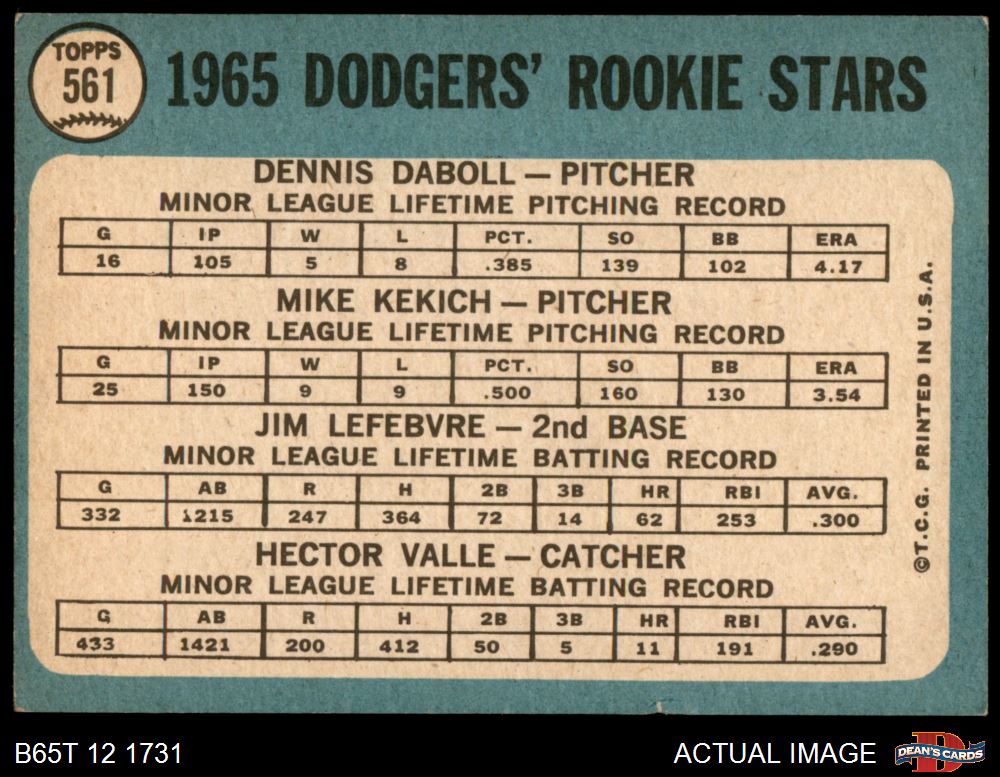 TOPPS
561
1965 DODGERS' ROOKIE STARS
DENNIS DABOLL — PITCHER
MINOR LEAGUE LIFETIME PITCHING RECORD
G IP W L PCT. SO BB ERA
16 105 5 8 .385 139 102 4.17
MIKE KEKICH — PITCHER
MINOR LEAGUE LIFETIME PITCHING RECORD
G IP W L PCT. SO BB ERA
25 150 9 9 .500 160 130 3.54
JIM LEFEBVRE — 2nd BASE
MINOR LEAGUE LIFETIME BATTING RECORD
G AB R H 2B 3B HR RBI AVG.
332 1215 247 364 72 14 62 253 .300
HECTOR VALLE — CATCHER
MINOR LEAGUE LIFETIME BATTING RECORD
G AB R H 2B 3B HR RBI AVG.
433 1421 200 412 50 5 11 191 .290
©T.C.G. PRINTED IN U.S.A.
B65T 12 1731
ACTUAL IMAGE
D
DEAN'S CARDS